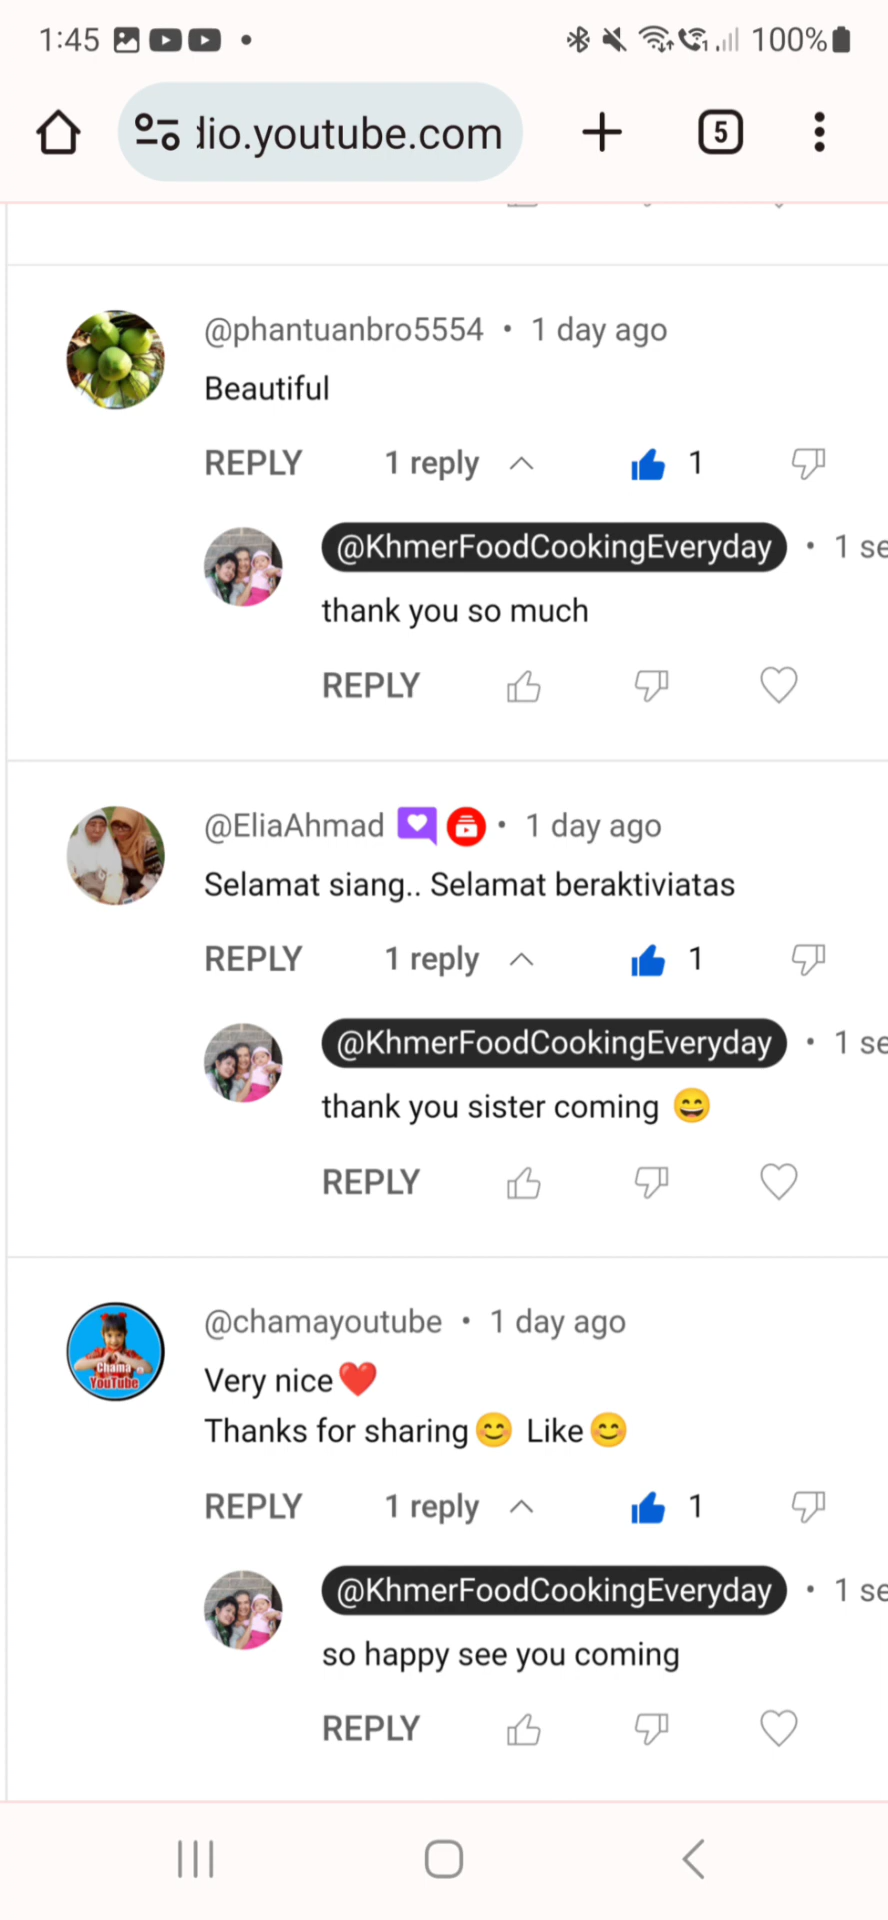 1:45
100%
dio.youtube.com
5
@phantuanbro5554 • 1 day ago
Beautiful
REPLY 1 reply 1
@KhmerFoodCookingEveryday • 1 se
thank you so much
REPLY
@EliaAhmad • 1 day ago
Selamat siang.. Selamat beraktiviatas
REPLY 1 reply 1
@KhmerFoodCookingEveryday • 1 se
thank you sister coming 😄
REPLY
@chamayoutube • 1 day ago
Chama
YouTube
Very nice❤️
Thanks for sharing😊 Like😊
REPLY 1 reply 1
@KhmerFoodCookingEveryday • 1 se
so happy see you coming
REPLY